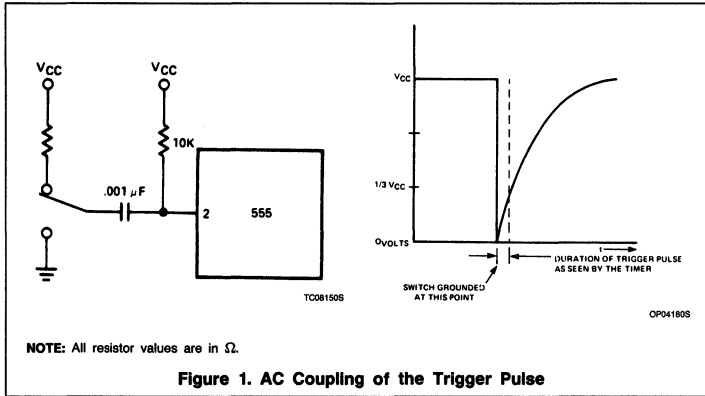 VCC
VCC
10K
.001 μF
2
555
TC08150S
VCC
1/3 VCC
0VOLTS
t
DURATION OF TRIGGER PULSE
AS SEEN BY THE TIMER
SWITCH GROUNDED
AT THIS POINT
OP04180S
NOTE: All resistor values are in Ω.
Figure 1. AC Coupling of the Trigger Pulse